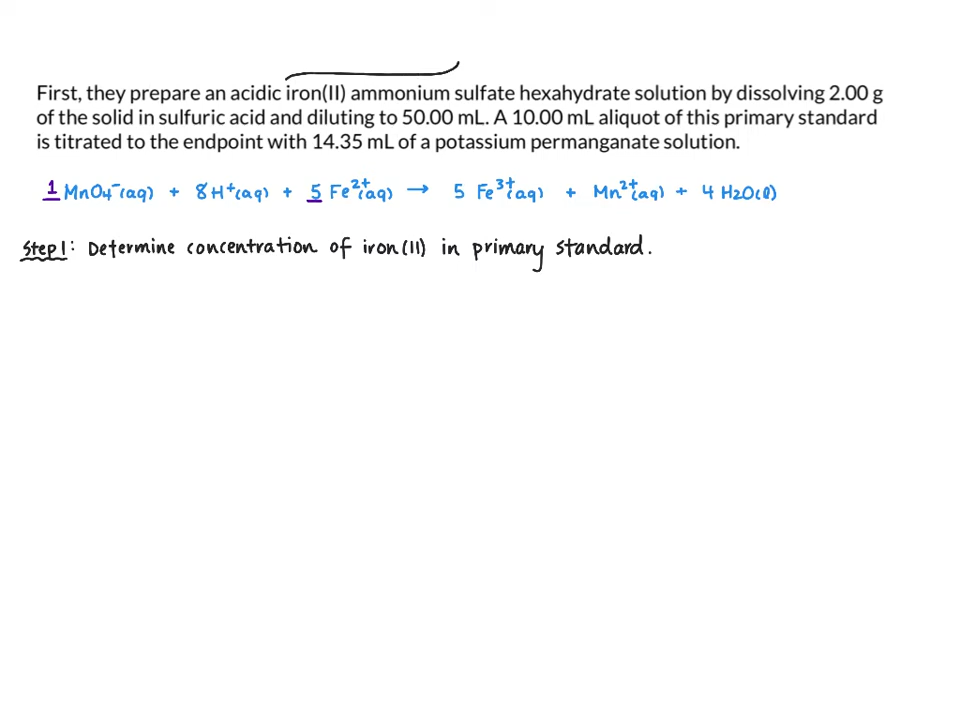 First, they prepare an acidic iron(II) ammonium sulfate hexahydrate solution by dissolving 2.00 g
of the solid in sulfuric acid and diluting to 50.00 mL. A 10.00 mL aliquot of this primary standard
is titrated to the endpoint with 14.35 mL of a potassium permanganate solution.
1 MnO4⁻(aq) + 8H⁺(aq) + 5 Fe²⁺(aq) → 5 Fe³⁺(aq) + Mn²⁺(aq) + 4 H2O(l)
Step 1: Determine concentration of iron(II) in primary standard.